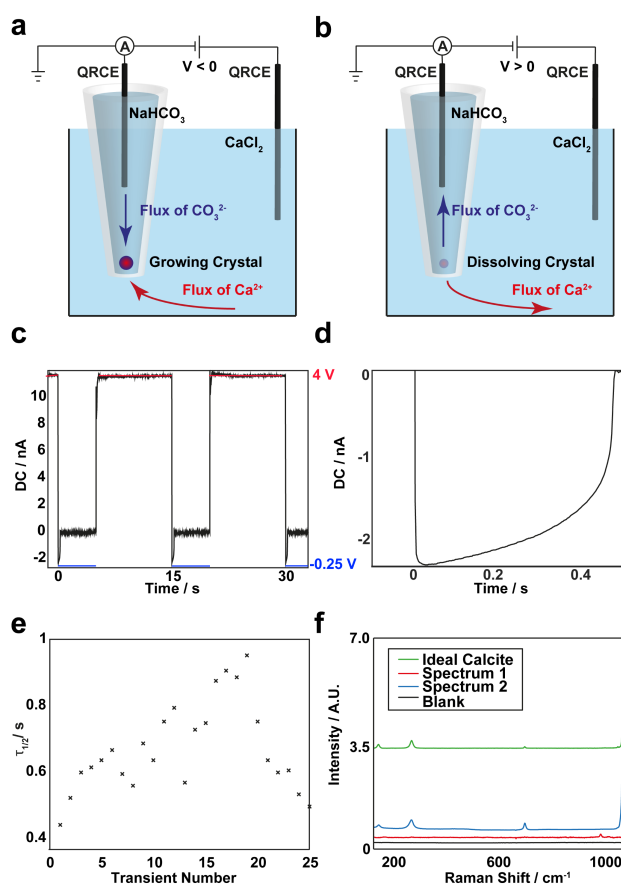 a
A
V < 0
QRCE
QRCE
NaHCO3
CaCl2
Flux of CO3 2-
Growing Crystal
Flux of Ca2+
b
A
V > 0
QRCE
QRCE
NaHCO3
CaCl2
Flux of CO3 2-
Dissolving Crystal
Flux of Ca2+
c
DC / nA
10
8
6
4
2
0
-2
4 V
-0.25 V
0 15 30
Time / s
d
DC / nA
0
-1
-2
0 0.2 0.4
Time / s
e
τ1/2/ s
1
0.8
0.6
0.4
0 5 10 15 20 25
Transient Number
f
Intensity / A.U.
7.0
3.5
0
Ideal Calcite
Spectrum 1
Spectrum 2
Blank
200 600 1000
Raman Shift / cm-1